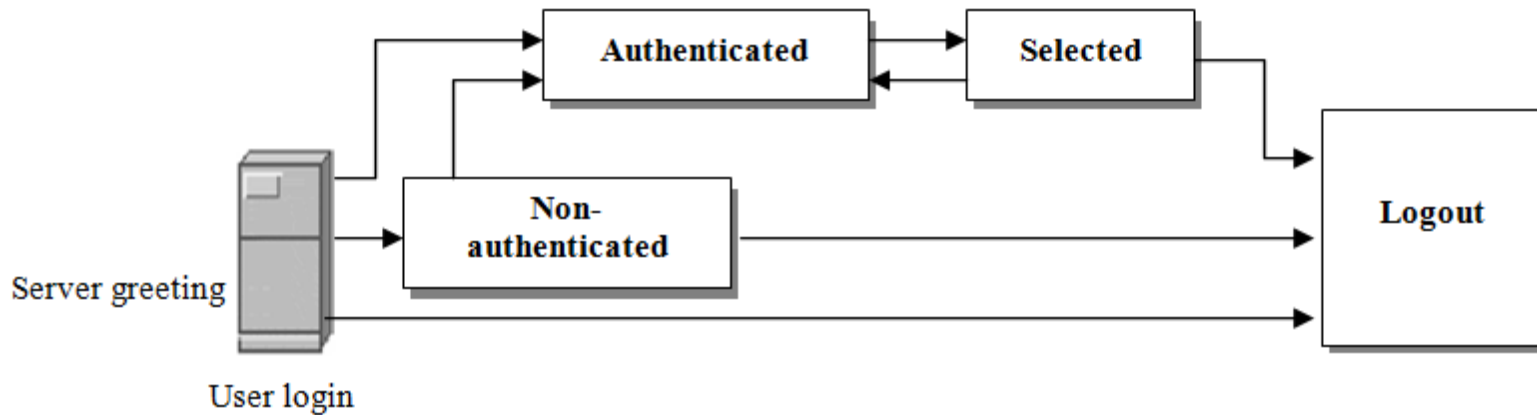 Authenticated
Selected
Non-
authenticated
Logout
Server greeting
User login